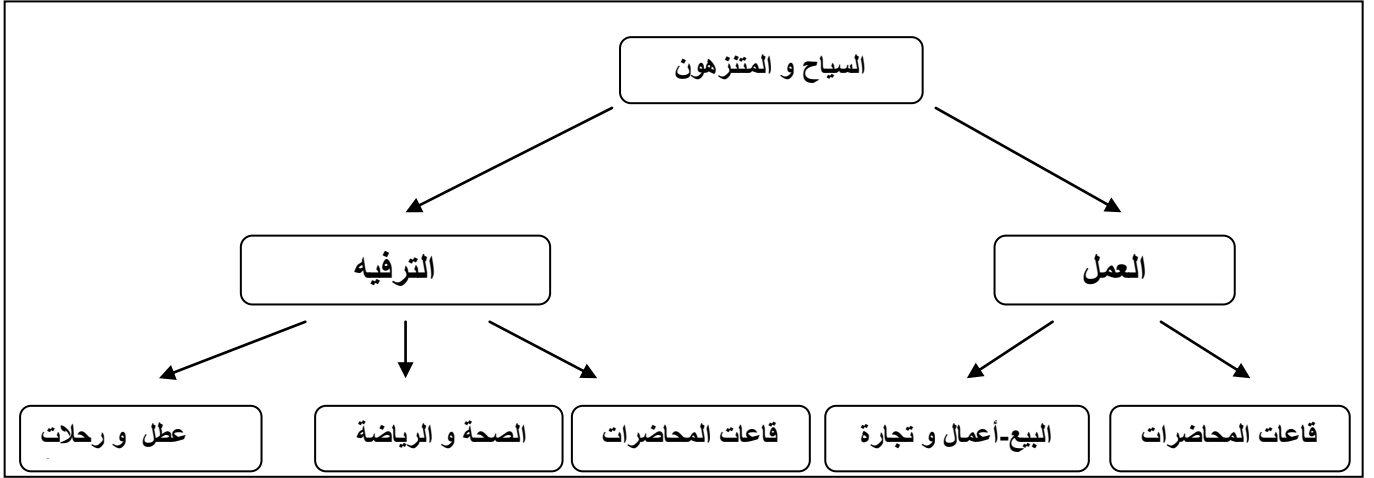 السياح و المتنزهون
العمل
الترفيه
قاعات المحاضرات
البيع-أعمال و تجارة
قاعات المحاضرات
الصحة و الرياضة
عطل و رحلات